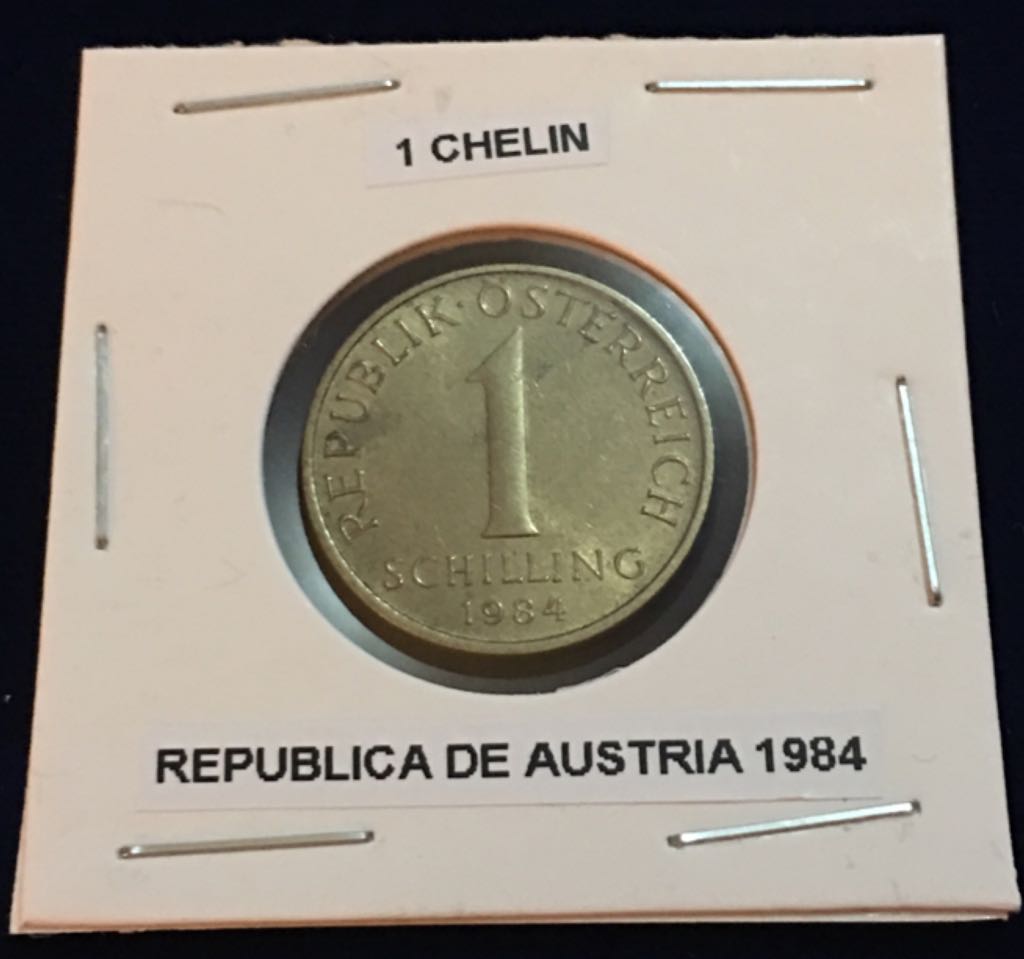 1 CHELIN
REPUBLIK·ÖSTERREICH
1
SCHILLING
1984
REPUBLICA DE AUSTRIA 1984